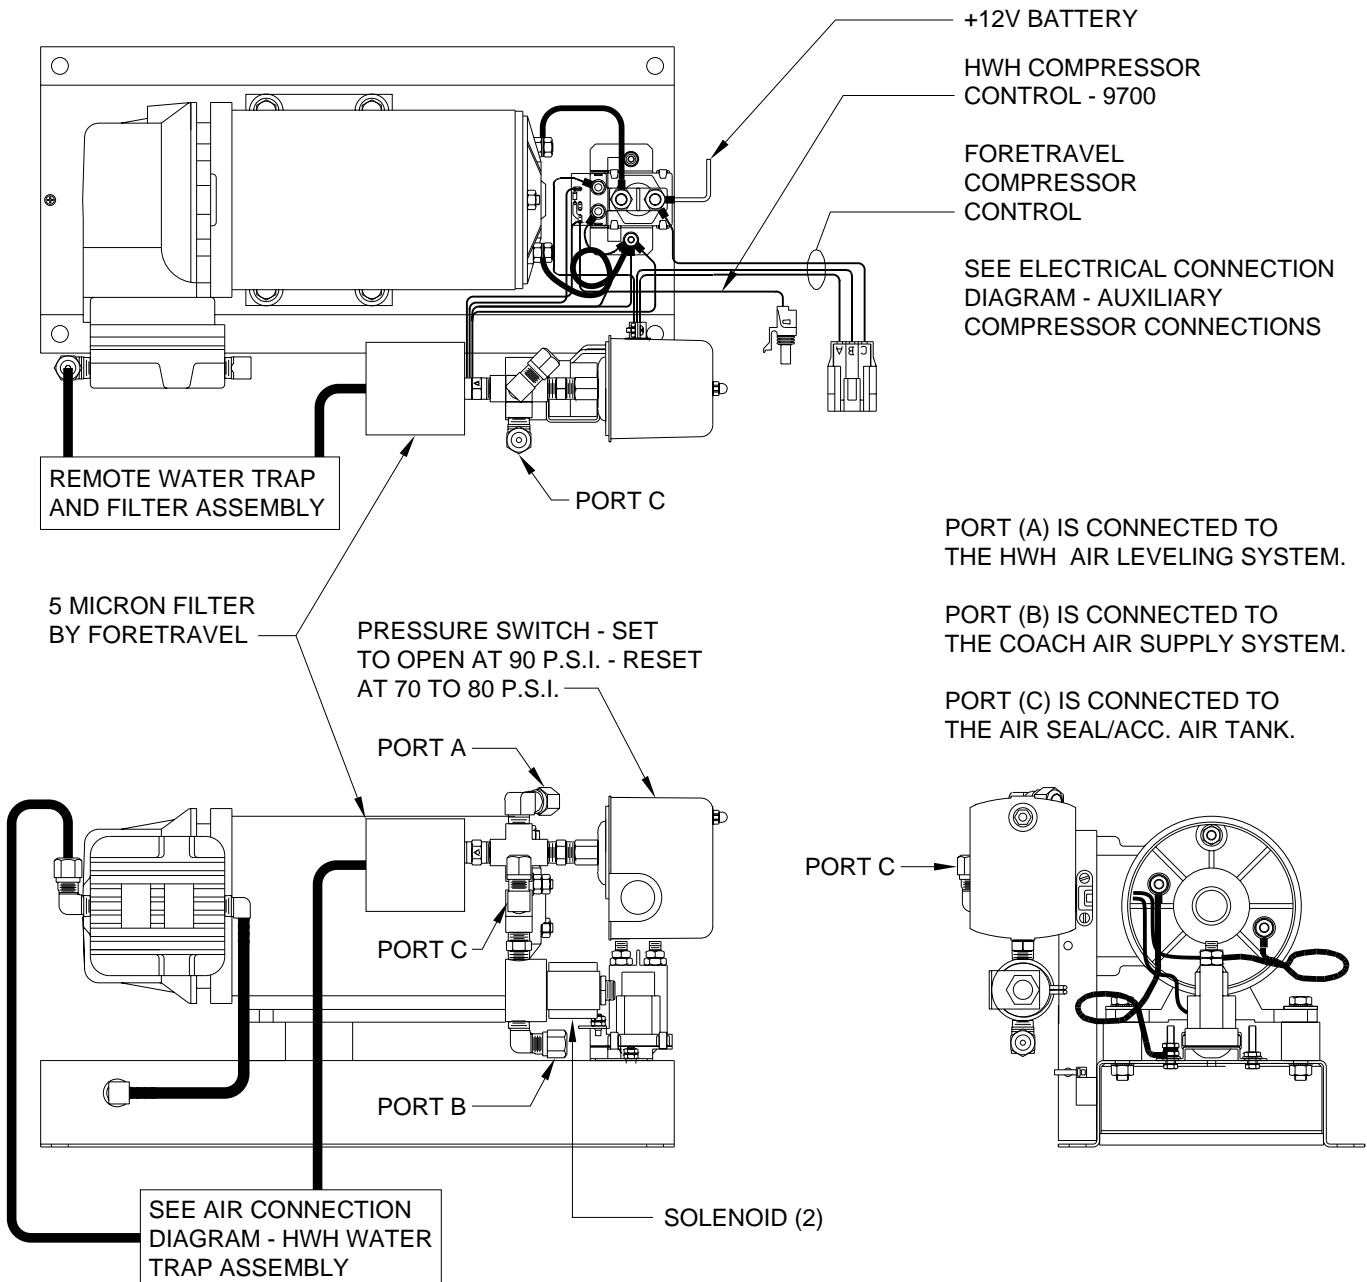 +12V BATTERY
HWH COMPRESSOR
CONTROL - 9700
FORETRAVEL
COMPRESSOR
CONTROL
SEE ELECTRICAL CONNECTION
DIAGRAM - AUXILIARY
COMPRESSOR CONNECTIONS
A
B
C
REMOTE WATER TRAP
AND FILTER ASSEMBLY
PORT C
PORT (A) IS CONNECTED TO
THE HWH AIR LEVELING SYSTEM.
PORT (B) IS CONNECTED TO
THE COACH AIR SUPPLY SYSTEM.
PORT (C) IS CONNECTED TO
THE AIR SEAL/ACC. AIR TANK.
5 MICRON FILTER
BY FORETRAVEL
PRESSURE SWITCH - SET
TO OPEN AT 90 P.S.I. - RESET
AT 70 TO 80 P.S.I.
PORT A
PORT C
PORT C
PORT B
SOLENOID (2)
SEE AIR CONNECTION
DIAGRAM - HWH WATER
TRAP ASSEMBLY